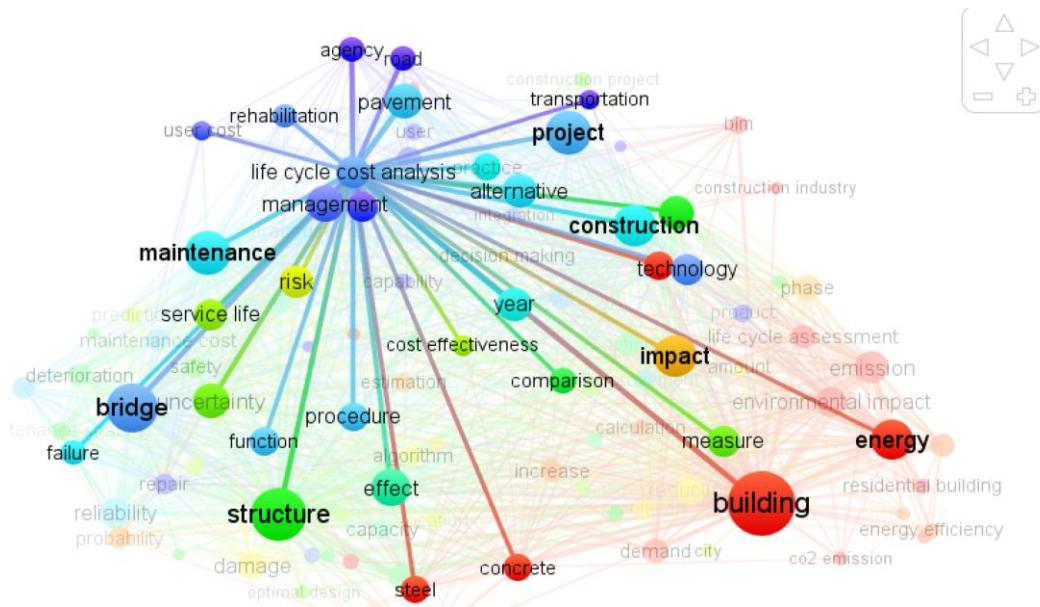 agency
road
construction project
pavement
transportation
rehabilitation
user cost
user
project
bim
life cycle cost analysis
practice
alternative
construction industry
management
integration
construction
maintenance
decision making
technology
risk
capability
phase
service life
year
product
maintenance cost
cost effectiveness
life cycle assessment
safety
impact
amount
deterioration
estimation
comparison
emission
bridge
uncertainty
environmental impact
procedure
calculation
failure
function
measure
energy
algorithm
repair
effect
increase
residential building
reliability
structure
building
probability
capacity
energy efficiency
damage
demand
city
concrete
co2 emission
optimal design
steel